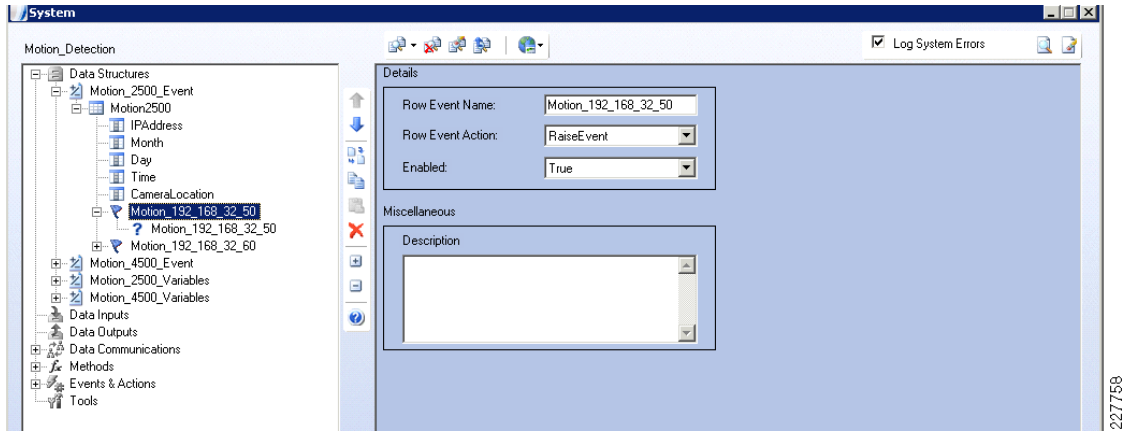 System
Motion_Detection
Log System Errors
Data Structures
Motion_2500_Event
Motion2500
IPAddress
Month
Day
Time
CameraLocation
Motion_192_168_32_50
? Motion_192_168_32_50
Motion_192_168_32_60
Motion_4500_Event
Motion_2500_Variables
Motion_4500_Variables
Data Inputs
Data Outputs
Data Communications
fx Methods
Events & Actions
Tools
Details
Row Event Name: Motion_192_168_32_50
Row Event Action: RaiseEvent
Enabled: True
Miscellaneous
Description
227758